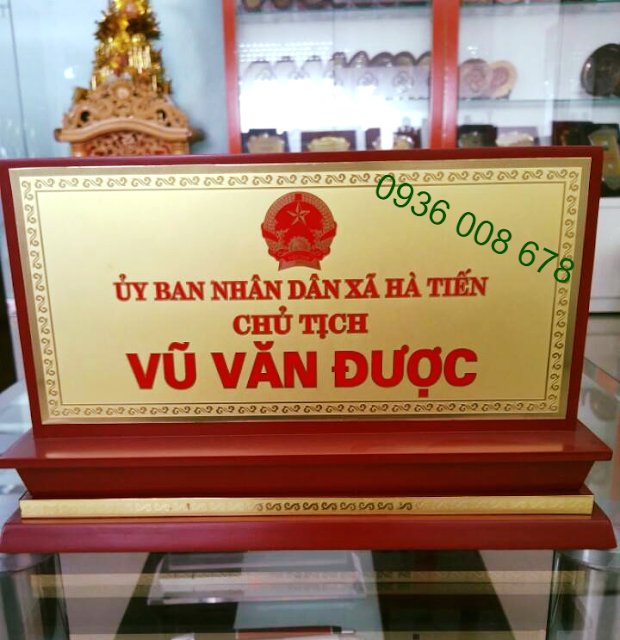 0936 008 678
ỦY BAN NHÂN DÂN XÃ HÀ TIẾN
CHỦ TỊCH
VŨ VĂN ĐƯỢC